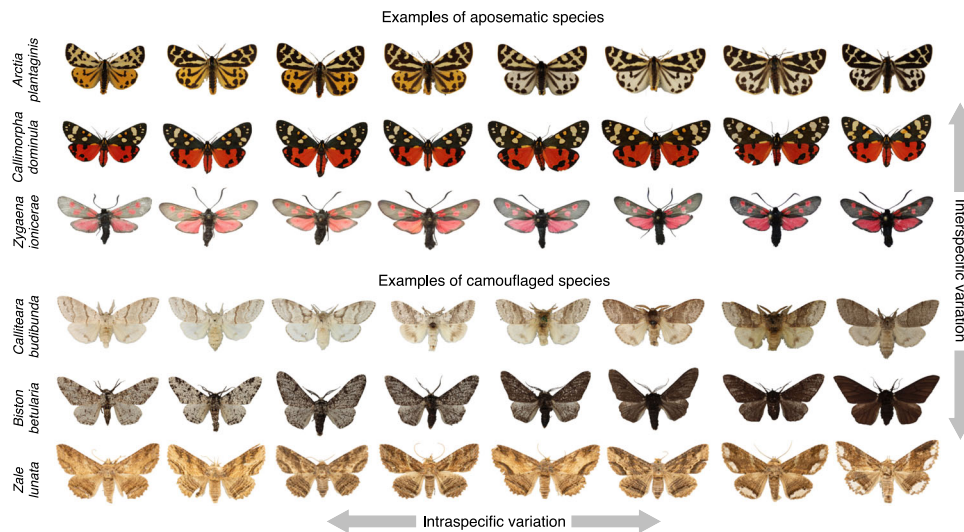 Examples of aposematic species
Arctia
plantaginis
Callimorpha
dominula
Zygaena
ionicerae
Examples of camouflaged species
Calliteara
budibunda
Biston
betularia
Zale
lunata
Interspecific variation
Intraspecific variation